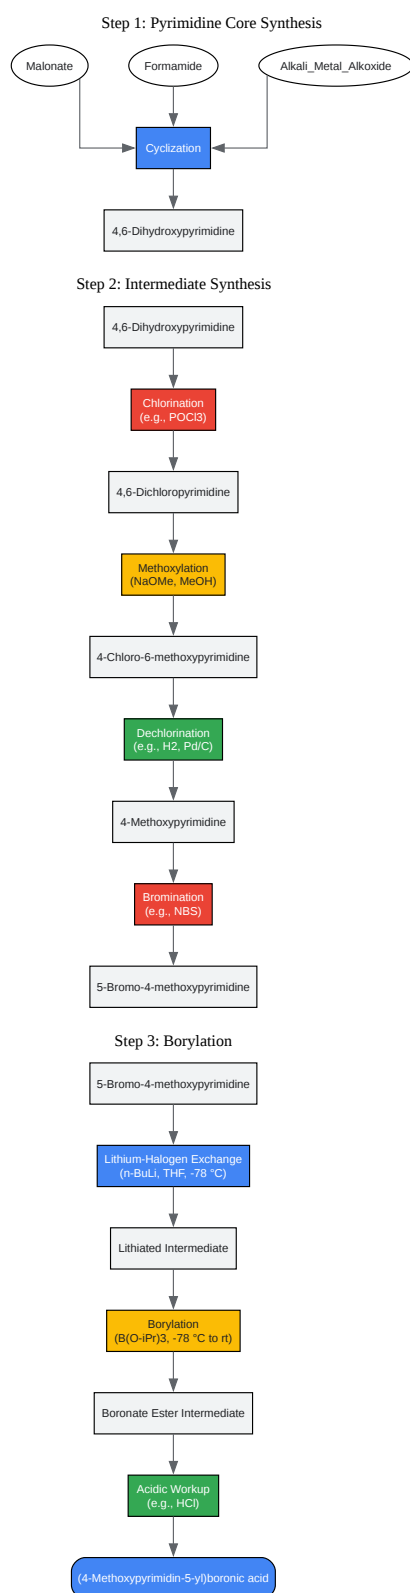 Step 1: Pyrimidine Core Synthesis
Malonate
Formamide
Alkali_Metal_Alkoxide
Cyclization
4,6-Dihydroxypyrimidine
Step 2: Intermediate Synthesis
4,6-Dihydroxypyrimidine
Chlorination
(e.g., POCl3)
4,6-Dichloropyrimidine
Methoxylation
(NaOMe, MeOH)
4-Chloro-6-methoxypyrimidine
Dechlorination
(e.g., H2, Pd/C)
4-Methoxypyrimidine
Bromination
(e.g., NBS)
5-Bromo-4-methoxypyrimidine
Step 3: Borylation
5-Bromo-4-methoxypyrimidine
Lithium-Halogen Exchange
(n-BuLi, THF, -78 °C)
Lithiated Intermediate
Borylation
(B(O-iPr)3, -78 °C to rt)
Boronate Ester Intermediate
Acidic Workup
(e.g., HCl)
(4-Methoxypyrimidin-5-yl)boronic acid